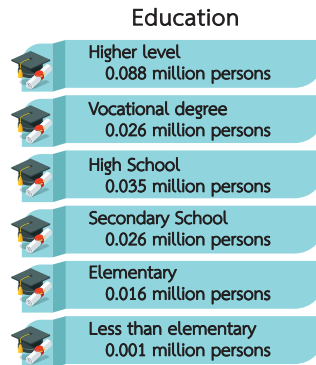 Education
Higher level
0.088 million persons
Vocational degree
0.026 million persons
High School
0.035 million persons
Secondary School
0.026 million persons
Elementary
0.016 million persons
Less than elementary
0.001 million persons